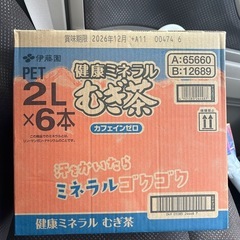 賞味期限 2026年12月 +A11 00474 6
伊藤園
PET
2L
×6本
健康ミネラル
むぎ茶
カフェインゼロ
A:65660
B:12689
汗をかいたら
ミネラルゴクゴク
健康ミネラル むぎ茶